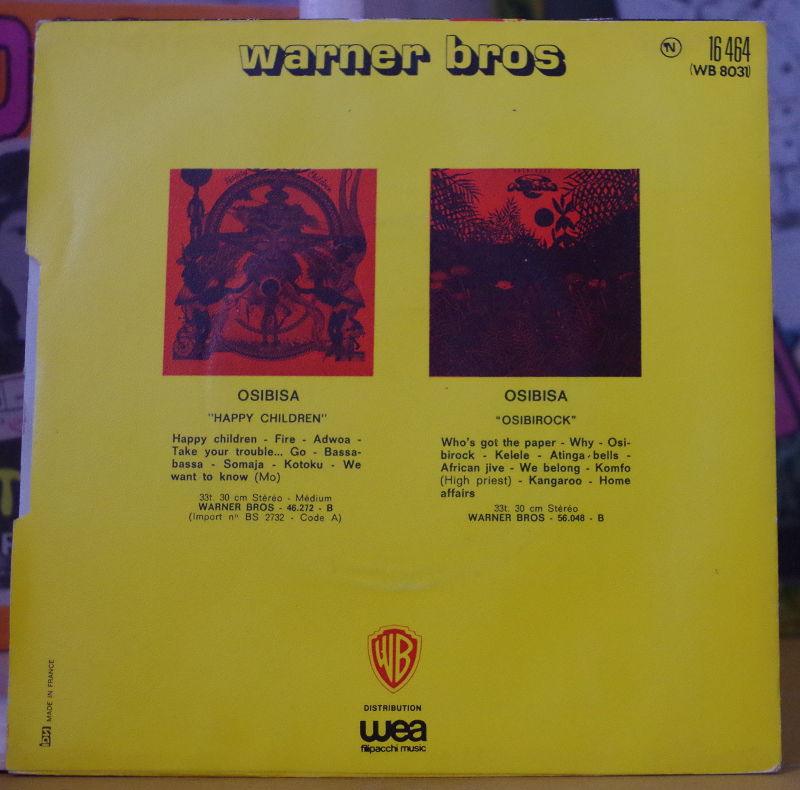 warner bros
N
16 464
(WB 8031)
OSIBISA
"HAPPY CHILDREN"
Happy children - Fire - Adwoa -
Take your trouble... Go - Bassa-
bassa - Somaja - Kotoku - We
want to know (Mo)
33t. 30 cm Stéréo - Médium
WARNER BROS - 46.272 - B
(Import n° BS 2732 - Code A)
OSIBISA
"OSIBIROCK"
Who's got the paper - Why - Osi-
birock - Kelele - Atinga bells -
African jive - We belong - Komfo
(High priest) - Kangaroo - Home
affairs
33t. 30 cm Stéréo
WARNER BROS - 56.048 - B
WB
DISTRIBUTION
wea
filipacchi music
MADE IN FRANCE